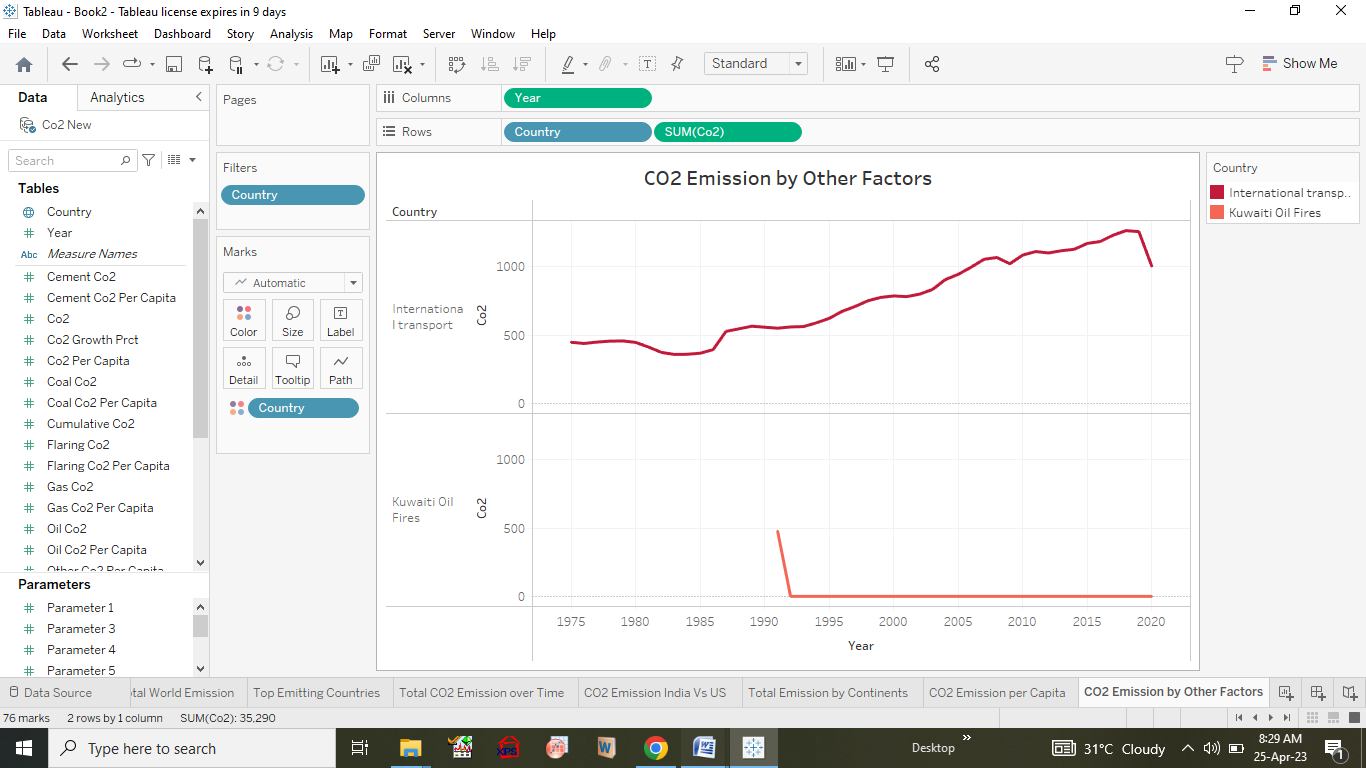 Tableau - Book2 - Tableau license expires in 9 days
File Data Worksheet Dashboard Story Analysis Map Format Server Window Help
Standard
Show Me
Data Analytics
Co2 New
Search
Tables
Country
Year
Abc Measure Names
Cement Co2
Cement Co2 Per Capita
Co2
Co2 Growth Prct
Co2 Per Capita
Coal Co2
Coal Co2 Per Capita
Cumulative Co2
Flaring Co2
Flaring Co2 Per Capita
Gas Co2
Gas Co2 Per Capita
Oil Co2
Oil Co2 Per Capita
Other Co2 Per Capita
Parameters
Parameter 1
Parameter 3
Parameter 4
Parameter 5
Pages
Filters
Country
Marks
Automatic
Color Size Label
Detail Tooltip Path
Country
Columns Year
Rows Country SUM(Co2)
CO2 Emission by Other Factors
Country
Internationa
l transport
Co2
1000
500
0
Kuwaiti Oil
Fires
Co2
1000
500
0
1975 1980 1985 1990 1995 2000 2005 2010 2015 2020
Year
Country
International transp..
Kuwaiti Oil Fires
Data Source tal World Emission Top Emitting Countries Total CO2 Emission over Time CO2 Emission India Vs US Total Emission by Continents CO2 Emission per Capita CO2 Emission by Other Factors
76 marks 2 rows by 1 column SUM(Co2): 35,290
Type here to search
XPS
W
W
Desktop
31°C Cloudy
8:29 AM
25-Apr-23
1